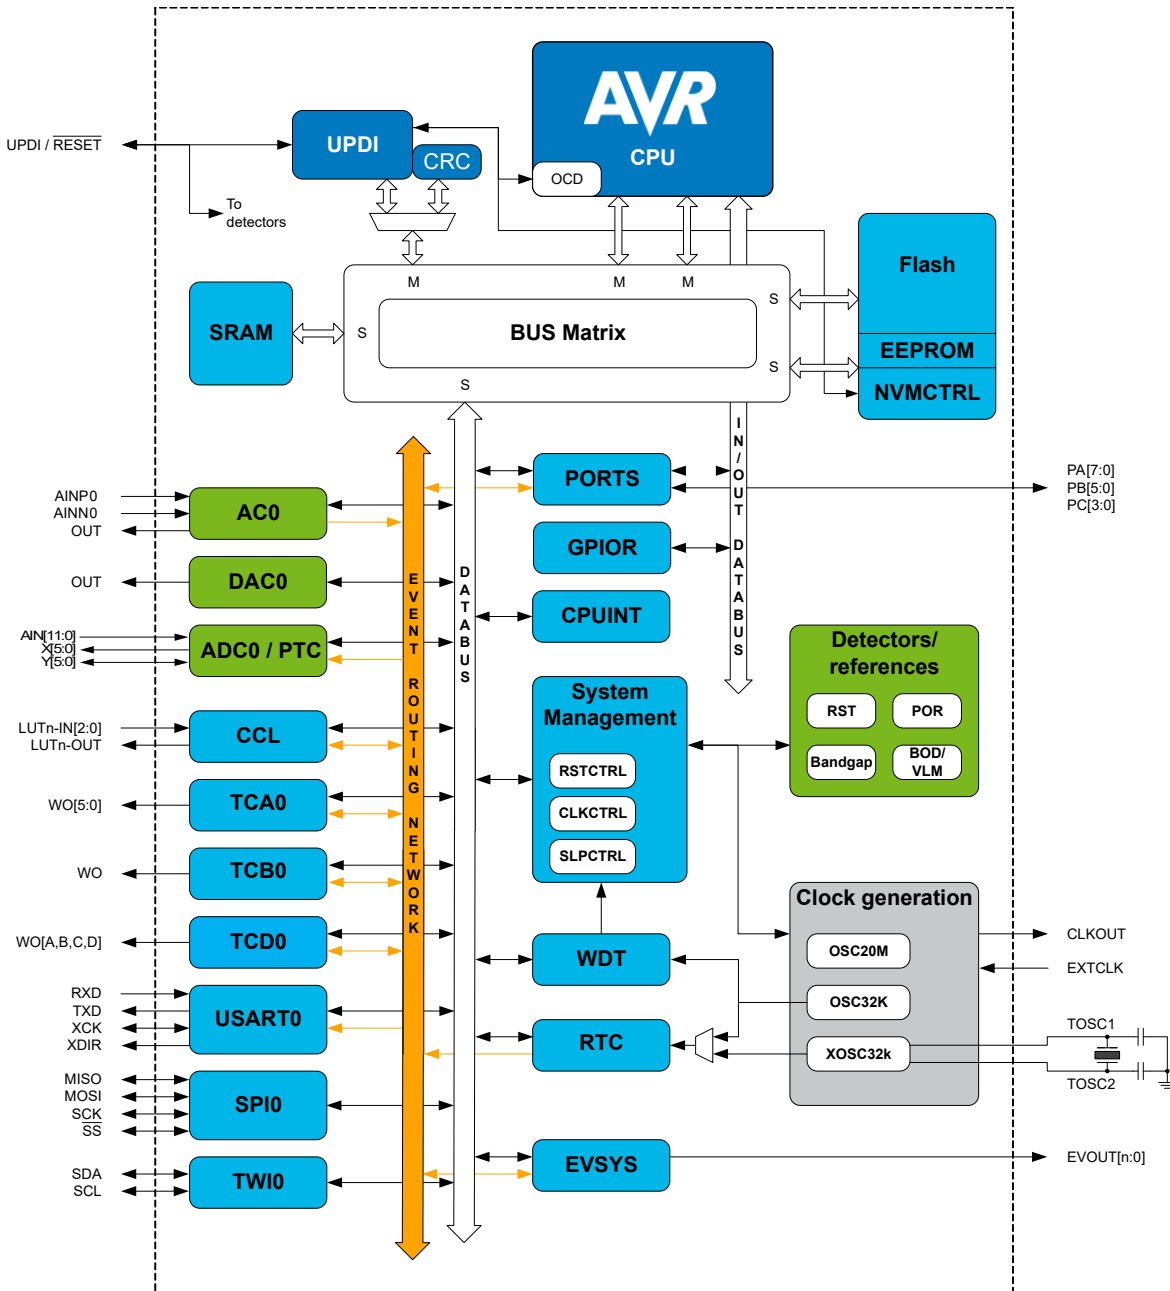 AVR
CPU
OCD
UPDI / RESET
UPDI
CRC
To
detectors
M
M
M
Flash
EEPROM
NVMCTRL
SRAM
S
BUS Matrix
S
S
S
IN/OUT DATABUS
DATABUS
EVENT ROUTING NETWORK
AINP0
AINN0
OUT
AC0
OUT
DAC0
AIN[11:0]
X[5:0]
Y[5:0]
ADC0 / PTC
LUTn-IN[2:0]
LUTn-OUT
CCL
WO[5:0]
TCA0
WO
TCB0
WO[A,B,C,D]
TCD0
RXD
TXD
XCK
XDIR
USART0
MISO
MOSI
SCK
SS
SPI0
SDA
SCL
TWI0
PORTS
GPIOR
CPUINT
System
Management
RSTCTRL
CLKCTRL
SLPCTRL
WDT
RTC
EVSYS
PA[7:0]
PB[5:0]
PC[3:0]
Detectors/
references
RST
POR
Bandgap
BOD/
VLM
Clock generation
OSC20M
OSC32K
XOSC32k
CLKOUT
EXTCLK
TOSC1
TOSC2
EVOUT[n:0]